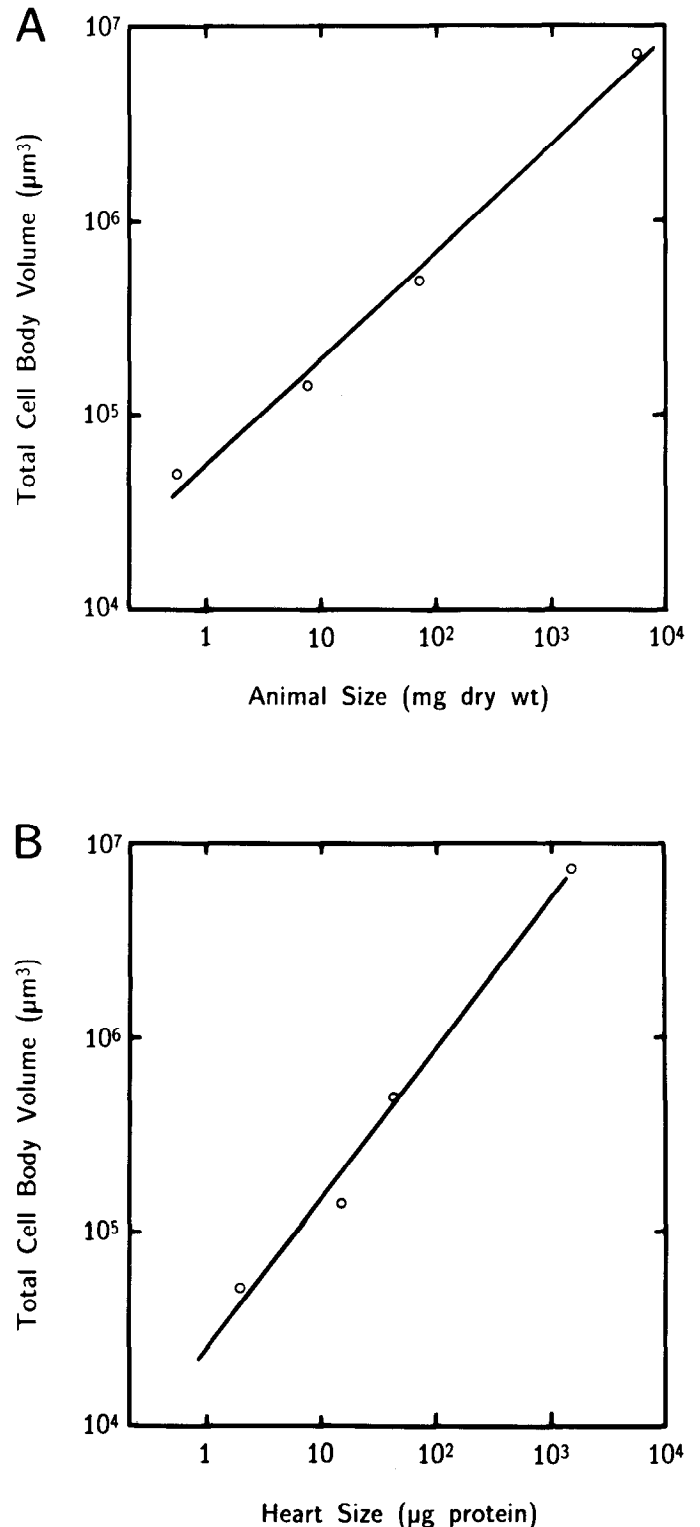 A
Total Cell Body Volume (µm³)
10⁷
10⁶
10⁵
10⁴
1 10 10² 10³ 10⁴
Animal Size (mg dry wt)
B
Total Cell Body Volume (µm³)
10⁷
10⁶
10⁵
10⁴
1 10 10² 10³ 10⁴
Heart Size (µg protein)